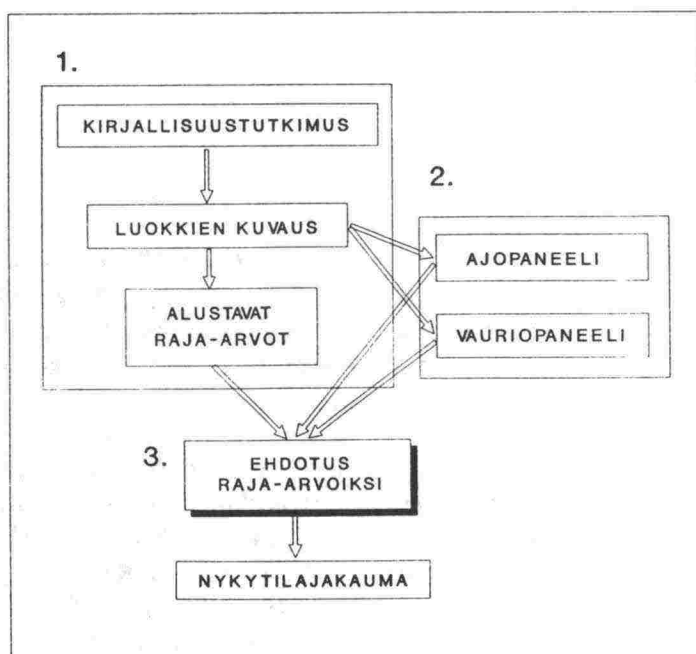 1.
KIRJALLISUUSTUTKIMUS
LUOKKIEN KUVAUS
ALUSTAVAT
RAJA-ARVOT
2.
AJOPANEELI
VAURIOPANEELI
3.
EHDOTUS
RAJA-ARVOIKSI
NYKYTILAJAKAUMA